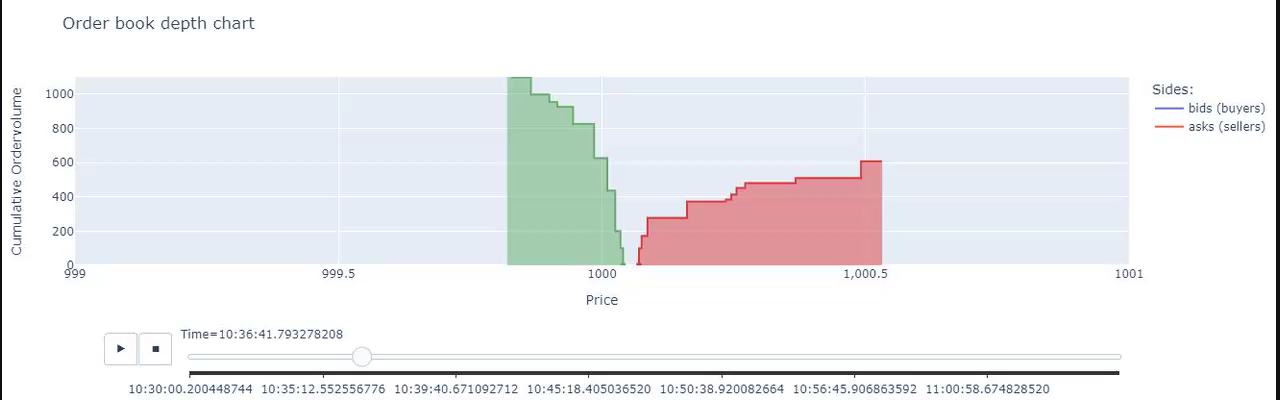 Order book depth chart
Cumulative Ordervolume
1000
800
600
400
200
0
999
999.5
1000
1,000.5
1001
Price
Sides:
bids (buyers)
asks (sellers)
Time=10:36:41.793278208
10:30:00.200448744 10:35:12.552556776 10:39:40.671092712 10:45:18.405036520 10:50:38.920082664 10:56:45.906863592 11:00:58.674828520